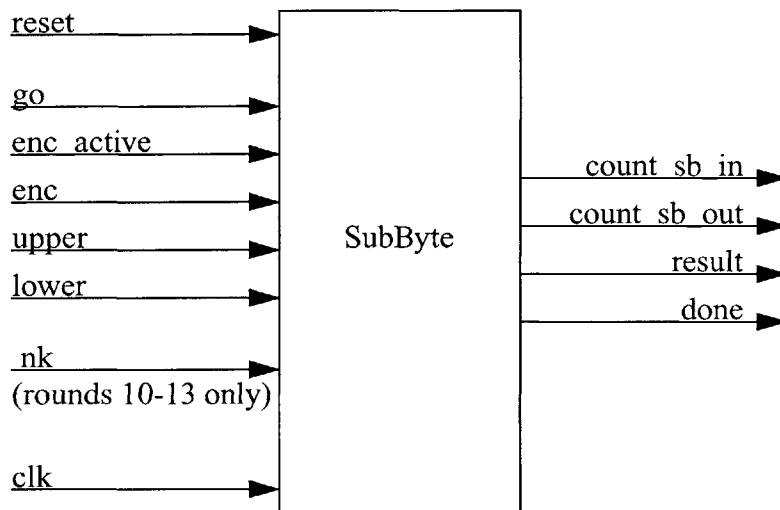 reset
go
enc_active
enc
upper
lower
nk
(rounds 10-13 only)
clk
SubByte
count_sb_in
count_sb_out
result
done